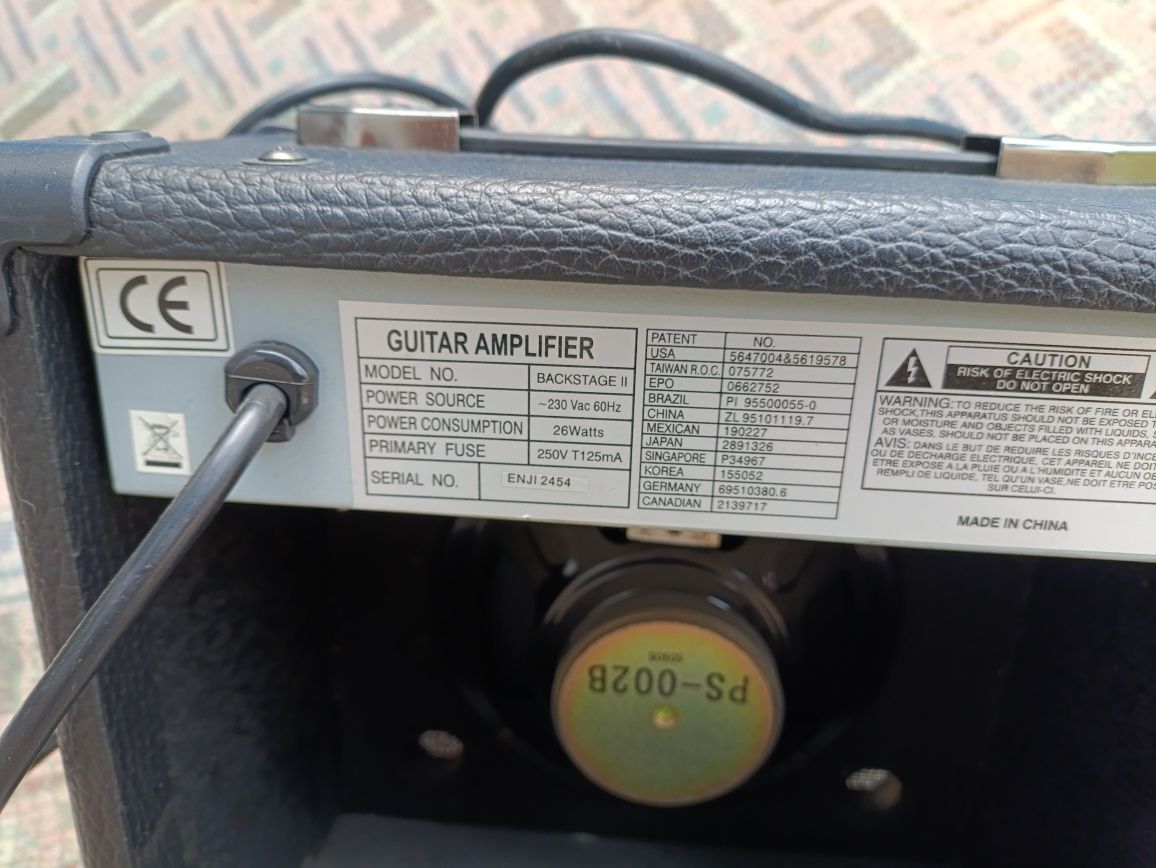 CE
GUITAR AMPLIFIER
MODEL NO. BACKSTAGE II
POWER SOURCE ~230 Vac 60Hz
POWER CONSUMPTION 26Watts
PRIMARY FUSE 250V T125mA
SERIAL NO. ENJI 2454
PATENT NO.
USA 5647004&5619578
TAIWAN R.O.C. 075772
EPO 0662752
BRAZIL PI 95500055-0
CHINA ZL 95101119.7
MEXICAN 190227
JAPAN 2891326
SINGAPORE P34967
KOREA 155052
GERMANY 69510380.6
CANADIAN 2139717
CAUTION
RISK OF ELECTRIC SHOCK
DO NOT OPEN
WARNING: TO REDUCE THE RISK OF FIRE OR
SHOCK, THIS APPARATUS SHOULD NOT BE EXPOSED
OR MOISTURE AND OBJECTS FILLED WITH LIQUIDS,
AS VASES, SHOULD NOT BE PLACED ON THIS
AVIS: DANS LE BUT DE REDUIRE LES RISQUES
OU DE DECHARGE ELECTRIQUE, CET APPAREIL NE
ETRE EXPOSE A LA PLUIE OU A L'HUMIDITE ET AUCUN
REMPLI DE LIQUIDE, TEL QU'UN VASE, NE DOIT ETRE
SUR CELUI-CI.
MADE IN CHINA
PS-002B